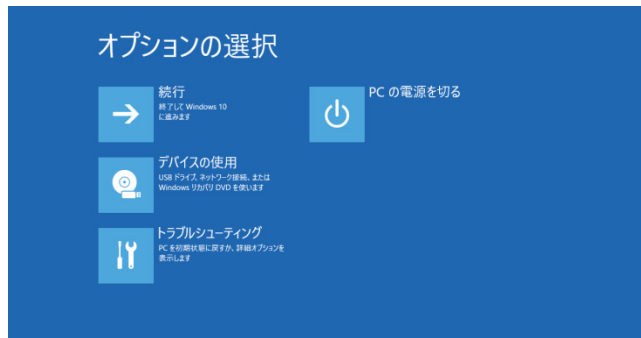 オプションの選択
続行
終了して Windows 10
に進みます
PC の電源を切る
デバイスの使用
USB ドライブ、ネットワーク接続、または
Windows リカバリ DVD を使います
トラブルシューティング
PC を初期状態に戻すか、詳細オプションを
表示します